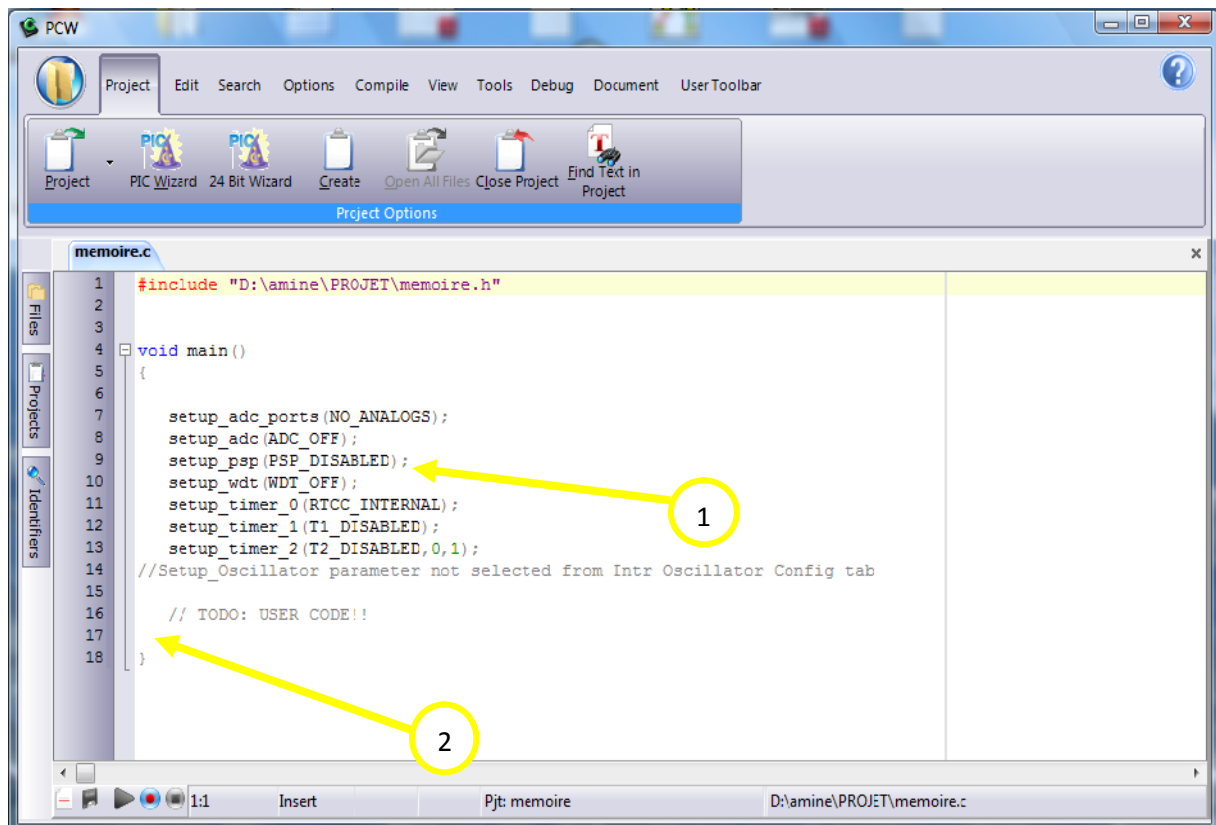 PCW
Project Edit Search Options Compile View Tools Debug Document User Toolbar
Project PIC Wizard 24 Bit Wizard Create Open All Files Close Project Find Text in Project
Project Options
memoire.c
Files
Projects
Identifiers
1 #include "D:\amine\PROJET\memoire.h"
2
3
4 void main()
5 {
6
7 setup_adc_ports(NO_ANALOGS);
8 setup_adc(ADC_OFF);
9 setup_psp(PSP_DISABLED);
10 setup_wdt(WDT_OFF);
11 setup_timer_0(RTCC_INTERNAL);
12 setup_timer_1(T1_DISABLED);
13 setup_timer_2(T2_DISABLED,0,1);
14 //Setup_Oscillator parameter not selected from Intr Oscillator Config tab
15
16 // TODO: USER CODE!!
17
18 }
1
2
1:1 Insert Pjt: memoire D:\amine\PROJET\memoire.c